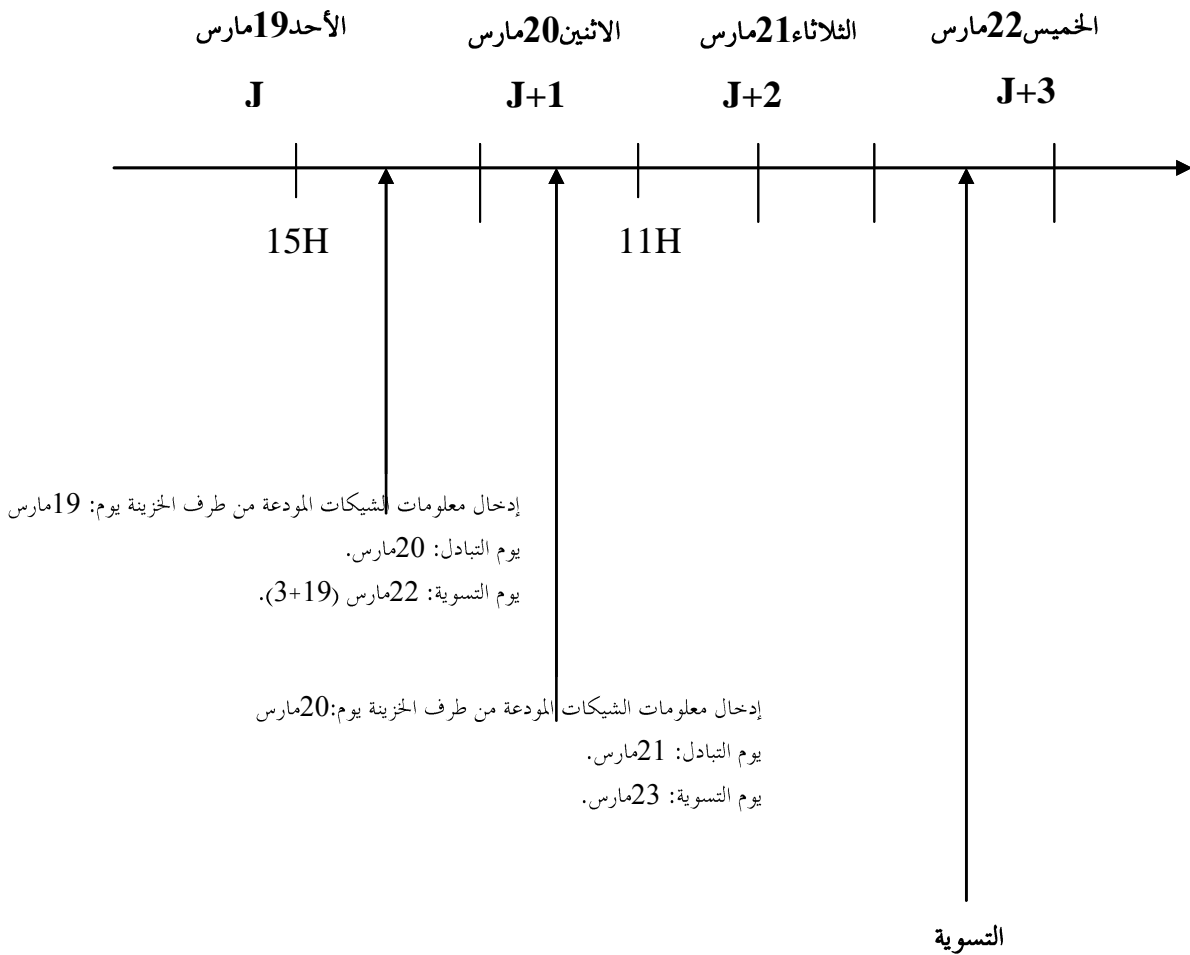 الأحد19مارس الاثنين20مارس الثلاثاء21مارس الخميس22مارس
J J+1 J+2 J+3
15H 11H
إدخال معلومات الشيكات المودعة من طرف الخزينة يوم: 19مارس
يوم التبادل: 20مارس.
يوم التسوية: 22مارس (19+3).
إدخال معلومات الشيكات المودعة من طرف الخزينة يوم:20مارس
يوم التبادل: 21مارس.
يوم التسوية: 23مارس.
التسوية